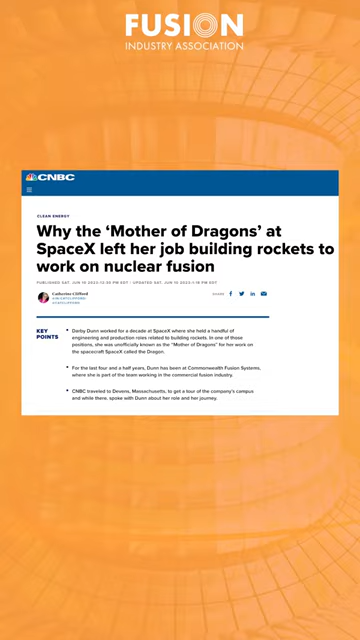 FUSION
INDUSTRY ASSOCIATION
CNBC
CLEAN ENERGY
Why the ‘Mother of Dragons’ at
SpaceX left her job building rockets to
work on nuclear fusion
PUBLISHED SAT, JUN 10 2023 12:30 PM EDT
Catherine Clifford
SHARE
KEY
POINTS
• Darby Dunn worked for a decade at SpaceX where she held a handful of
engineering and production roles related to building rockets. In one of those
positions, she was unofficially known as the “Mother of Dragons” for her work on
the spacecraft SpaceX called the Dragon.
• For the last four and a half years, Dunn has been at Commonwealth Fusion Systems,
where she is part of the team working in the commercial fusion industry.
• CNBC traveled to Devens, Massachusetts, to get a tour of the company’s campus
and while there, spoke with Dunn about her role and her journey.